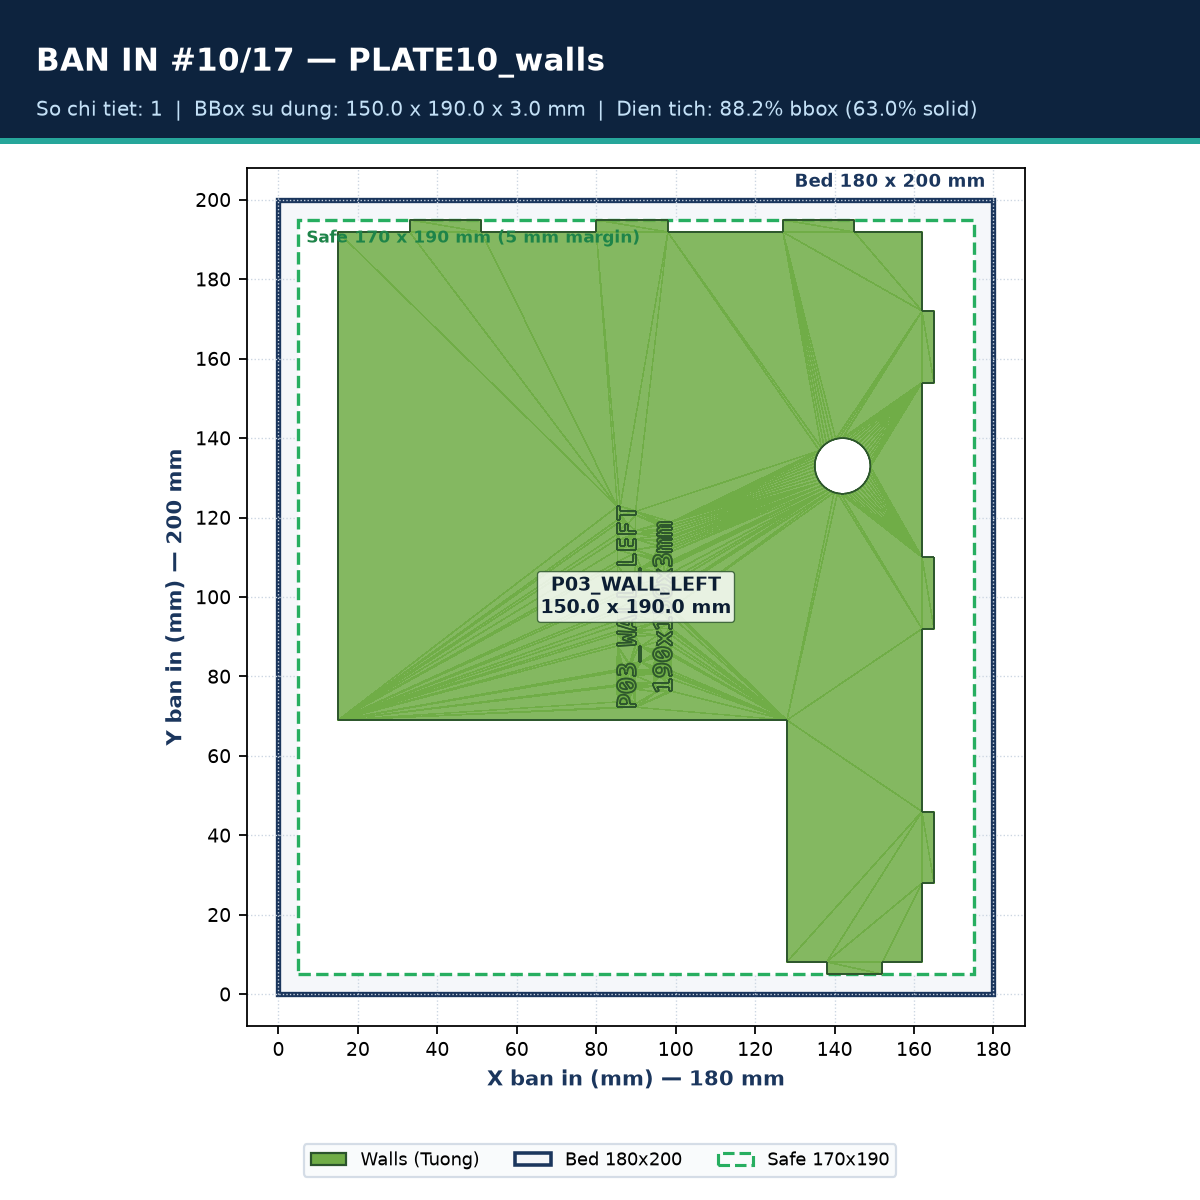 BAN IN #10/17 — PLATE10_walls
So chi tiet: 1 | BBox su dung: 150.0 x 190.0 x 3.0 mm | Dien tich: 88.2% bbox (63.0% solid)
Bed 180 x 200 mm
Safe 170 x 190 mm (5 mm margin)
200
180
160
140
120
100
80
60
40
20
0
Y ban in (mm) — 200 mm
P03_WALL_LEFT
150.0 x 190.0 mm
0 20 40 60 80 100 120 140 160 180
X ban in (mm) — 180 mm
Walls (Tuong)
Bed 180x200
Safe 170x190